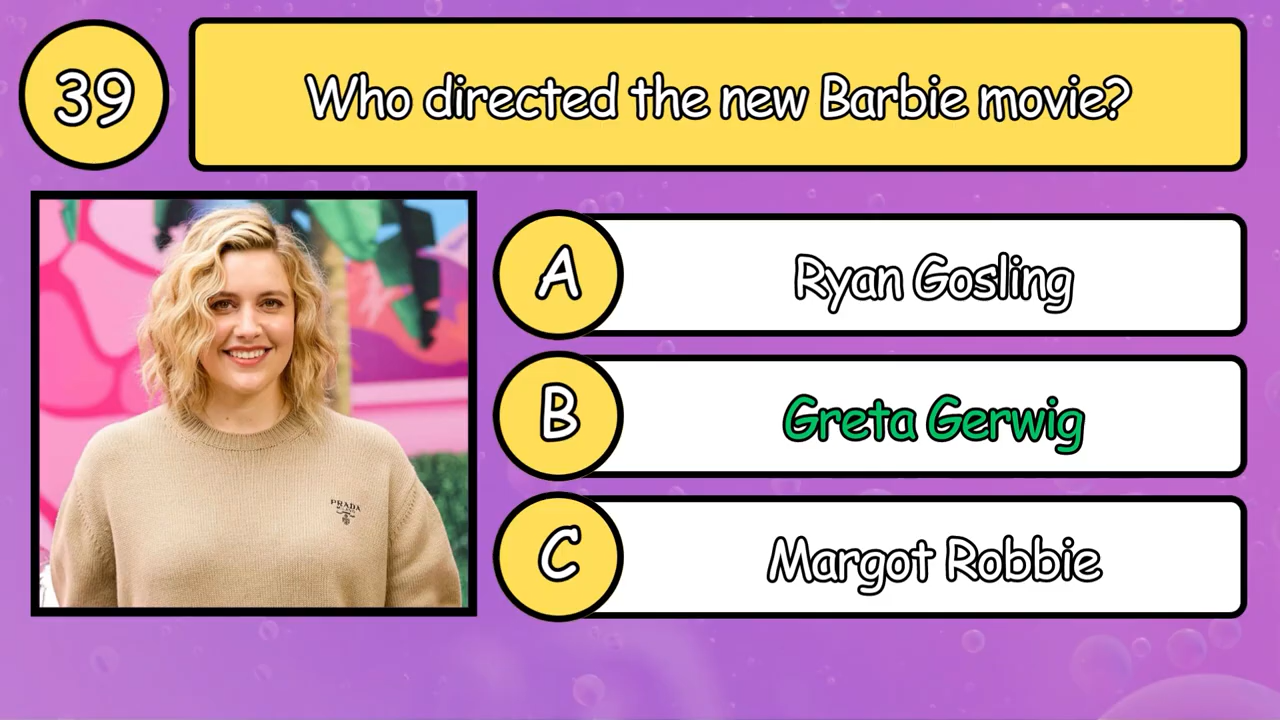 39
Who directed the new Barbie movie?
A
Ryan Gosling
B
Greta Gerwig
C
Margot Robbie
PRADA